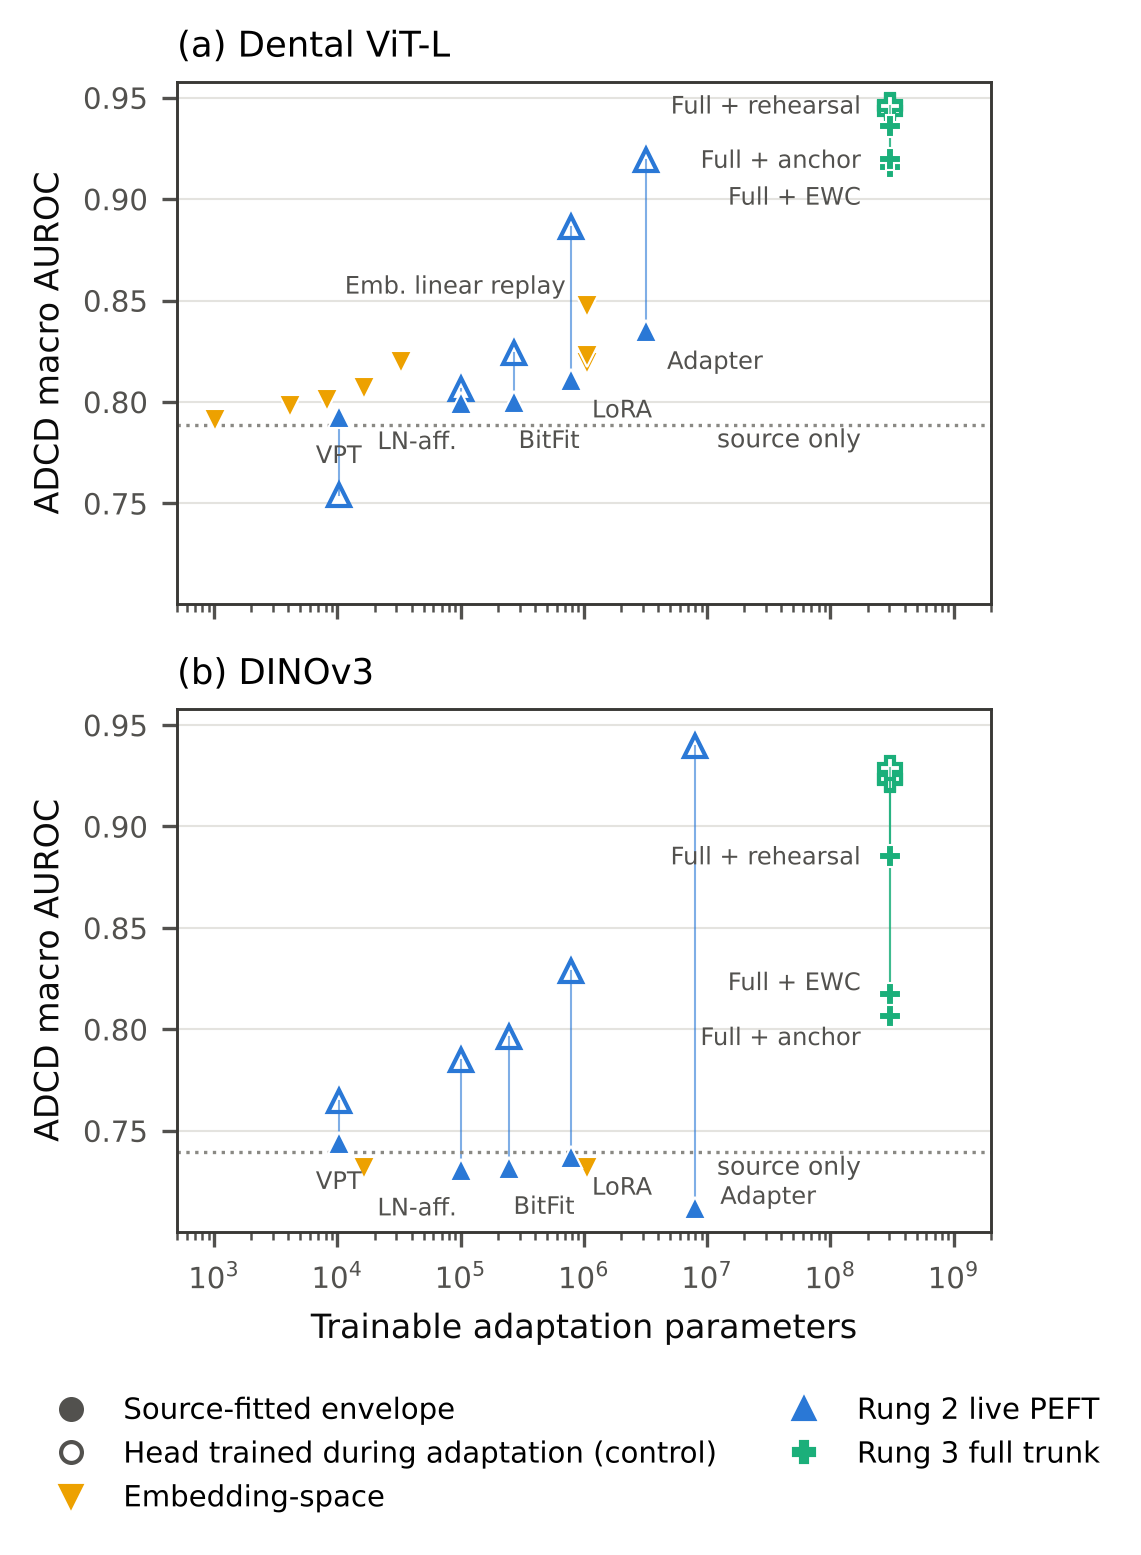 (a) Dental ViT-L
ADCD macro AUROC
0.95
0.90
0.85
0.80
0.75
Full + rehearsal
Full + anchor
Full + EWC
Emb. linear replay
Adapter
LoRA
BitFit
LN-aff.
VPT
source only
(b) DINOv3
ADCD macro AUROC
0.95
0.90
0.85
0.80
0.75
Full + rehearsal
Full + EWC
Full + anchor
source only
Adapter
LoRA
BitFit
LN-aff.
VPT
10³ 10⁴ 10⁵ 10⁶ 10⁷ 10⁸ 10⁹
Trainable adaptation parameters
Source-fitted envelope
Head trained during adaptation (control)
Embedding-space
Rung 2 live PEFT
Rung 3 full trunk